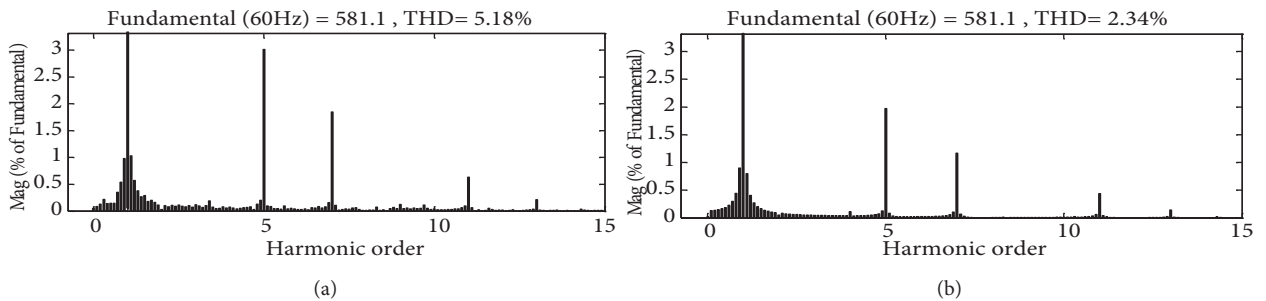 Fundamental (60Hz) = 581.1 , THD= 5.18%
Mag (% of Fundamental)
3
2.5
2
1.5
1
0.5
0
0 5 10 15
Harmonic order
(a)
Fundamental (60Hz) = 581.1 , THD= 2.34%
Mag (% of Fundamental)
3
2.5
2
1.5
1
0.5
0
0 5 10 15
Harmonic order
(b)